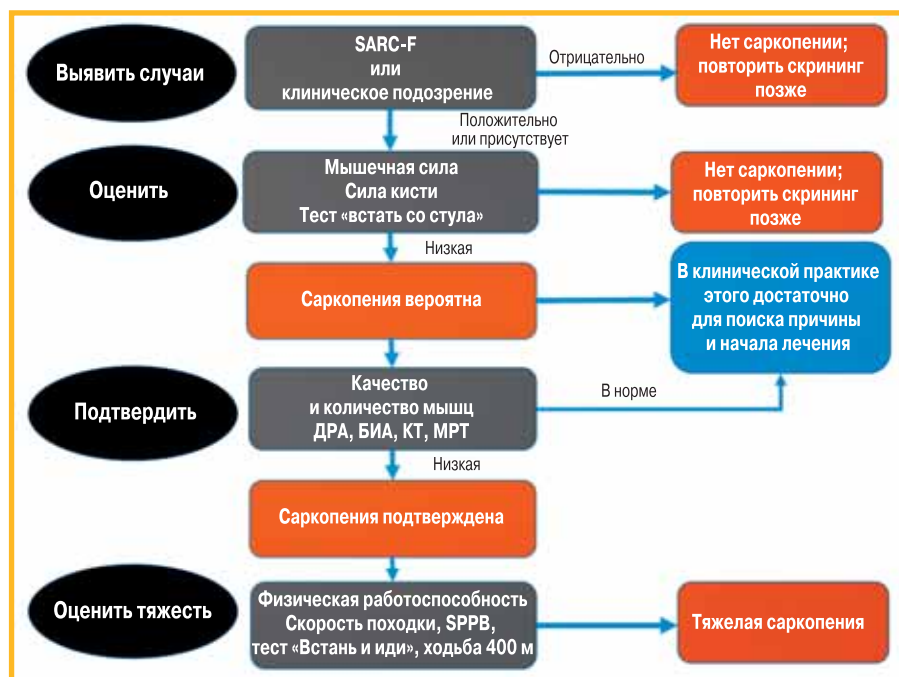 Выявить случаи
SARC-F
или
клиническое подозрение
Отрицательно
Нет саркопении;
повторить скрининг
позже
Положительно
или присутствует
Оценить
Мышечная сила
Сила кисти
Тест «встать со стула»
Нет саркопении;
повторить скрининг
позже
Низкая
Саркопения вероятна
В клинической практике
этого достаточно
для поиска причины
и начала лечения
Подтвердить
Качество
и количество мышц
ДРА, БИА, КТ, МРТ
В норме
Низкая
Саркопения подтверждена
Оценить тяжесть
Физическая работоспособность
Скорость походки, SPPB,
тест «Встань и иди», ходьба 400 м
Тяжелая саркопения